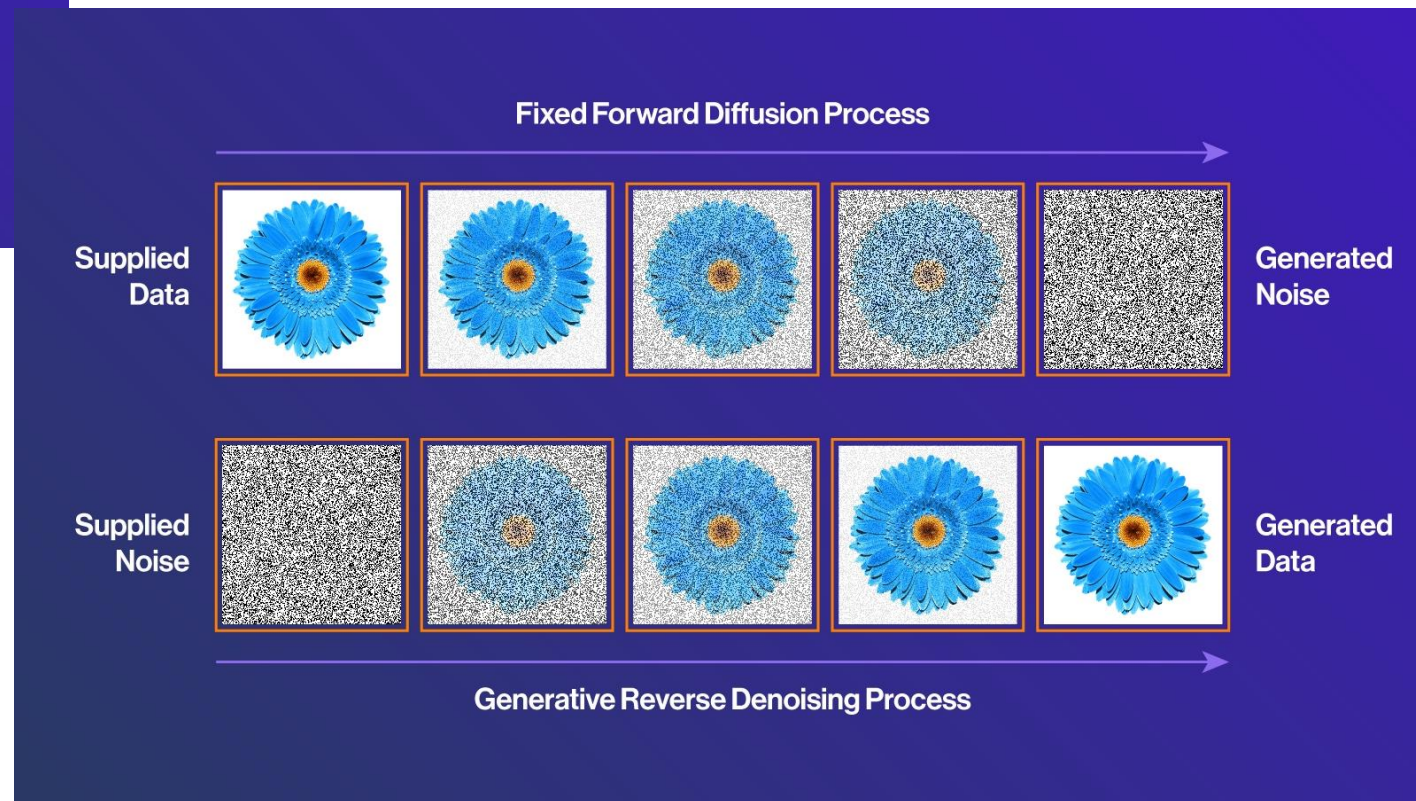 Fixed Forward Diffusion Process
Supplied
Data
Generated
Noise
Supplied
Noise
Generated
Data
Generative Reverse Denoising Process